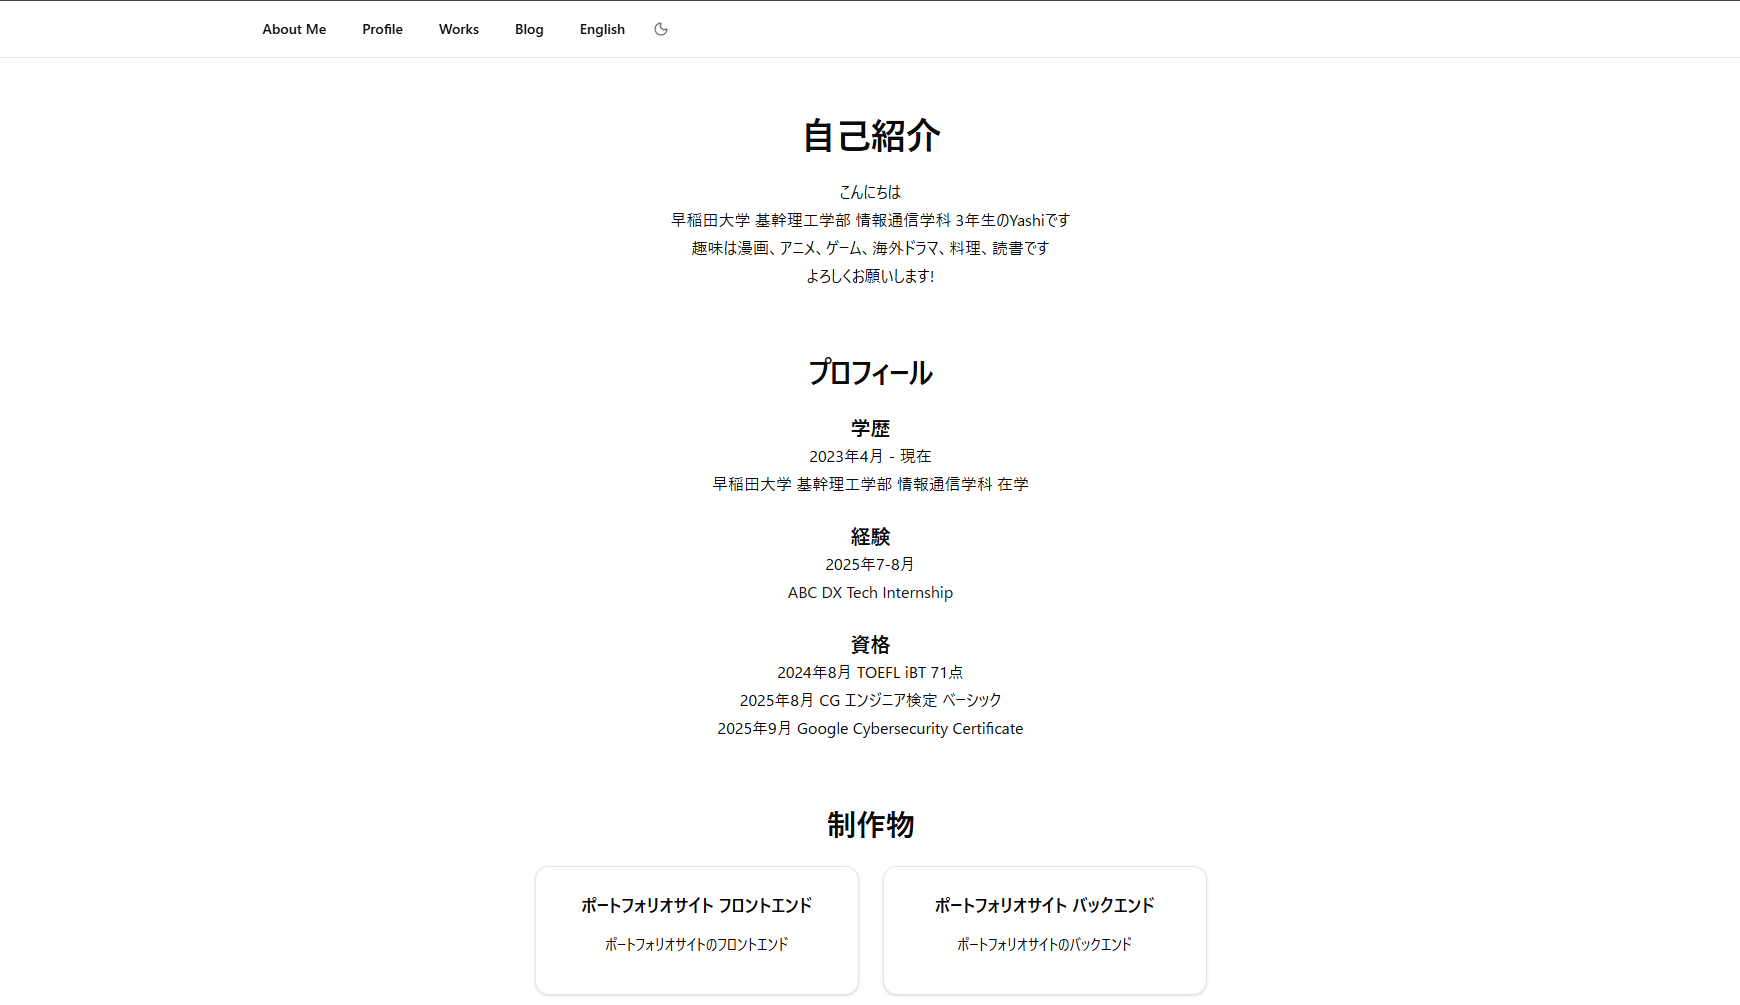 About Me Profile Works Blog English
自己紹介
こんにちは
早稲田大学 基幹理工学部 情報通信学科 3年生のYashiです
趣味は漫画、アニメ、ゲーム、海外ドラマ、料理、読書です
よろしくお願いします!
プロフィール
学歴
2023年4月 - 現在
早稲田大学 基幹理工学部 情報通信学科 在学
経験
2025年7-8月
ABC DX Tech Internship
資格
2024年8月 TOEFL iBT 71点
2025年8月 CG エンジニア検定 ベーシック
2025年9月 Google Cybersecurity Certificate
制作物
ポートフォリオサイト フロントエンド
ポートフォリオサイトのフロントエンド
ポートフォリオサイト バックエンド
ポートフォリオサイトのバックエンド